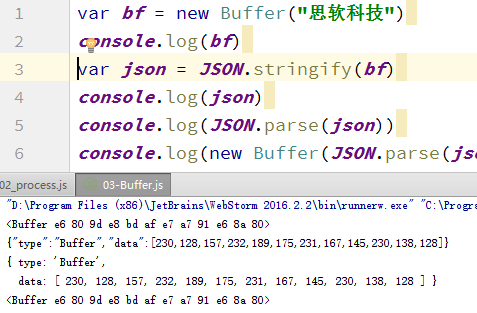 1 var bf = new Buffer("思软科技")
2 console.log(bf)
3 var json = JSON.stringify(bf)
4 console.log(json)
5 console.log(JSON.parse(json))
6 console.log(new Buffer(JSON.parse(js
02_process.js 03-Buffer.js
"D:\Program Files (x86)\JetBrains\WebStorm 2016.2.2\bin\runnerw.exe" "C:\Progr
<Buffer e6 80 9d e8 bd af e7 a7 91 e6 8a 80>
{"type":"Buffer","data":[230,128,157,232,189,175,231,167,145,230,138,128]}
{ type: 'Buffer',
data: [ 230, 128, 157, 232, 189, 175, 231, 167, 145, 230, 138, 128 ] }
<Buffer e6 80 9d e8 bd af e7 a7 91 e6 8a 80>